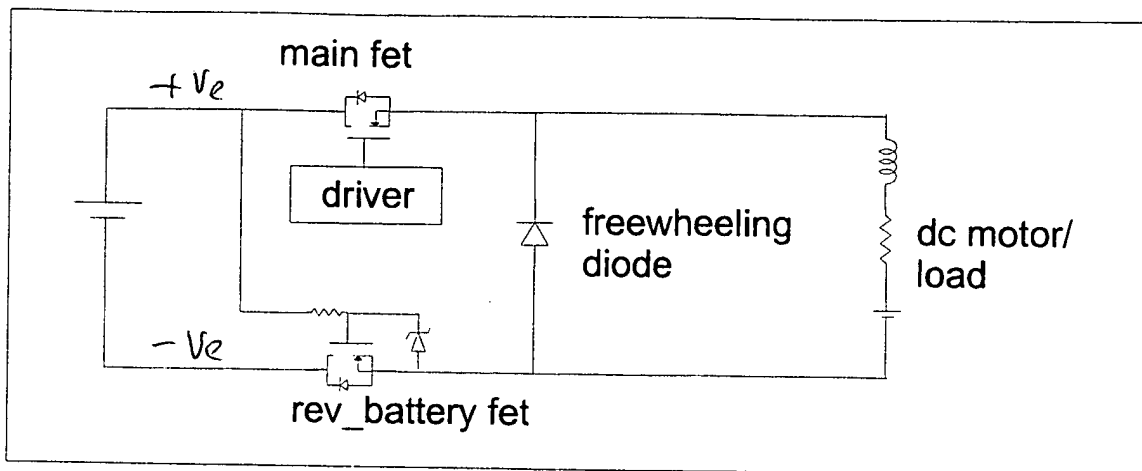 main fet
+ Ve
driver
freewheeling
diode
dc motor/
load
- Ve
rev_battery fet